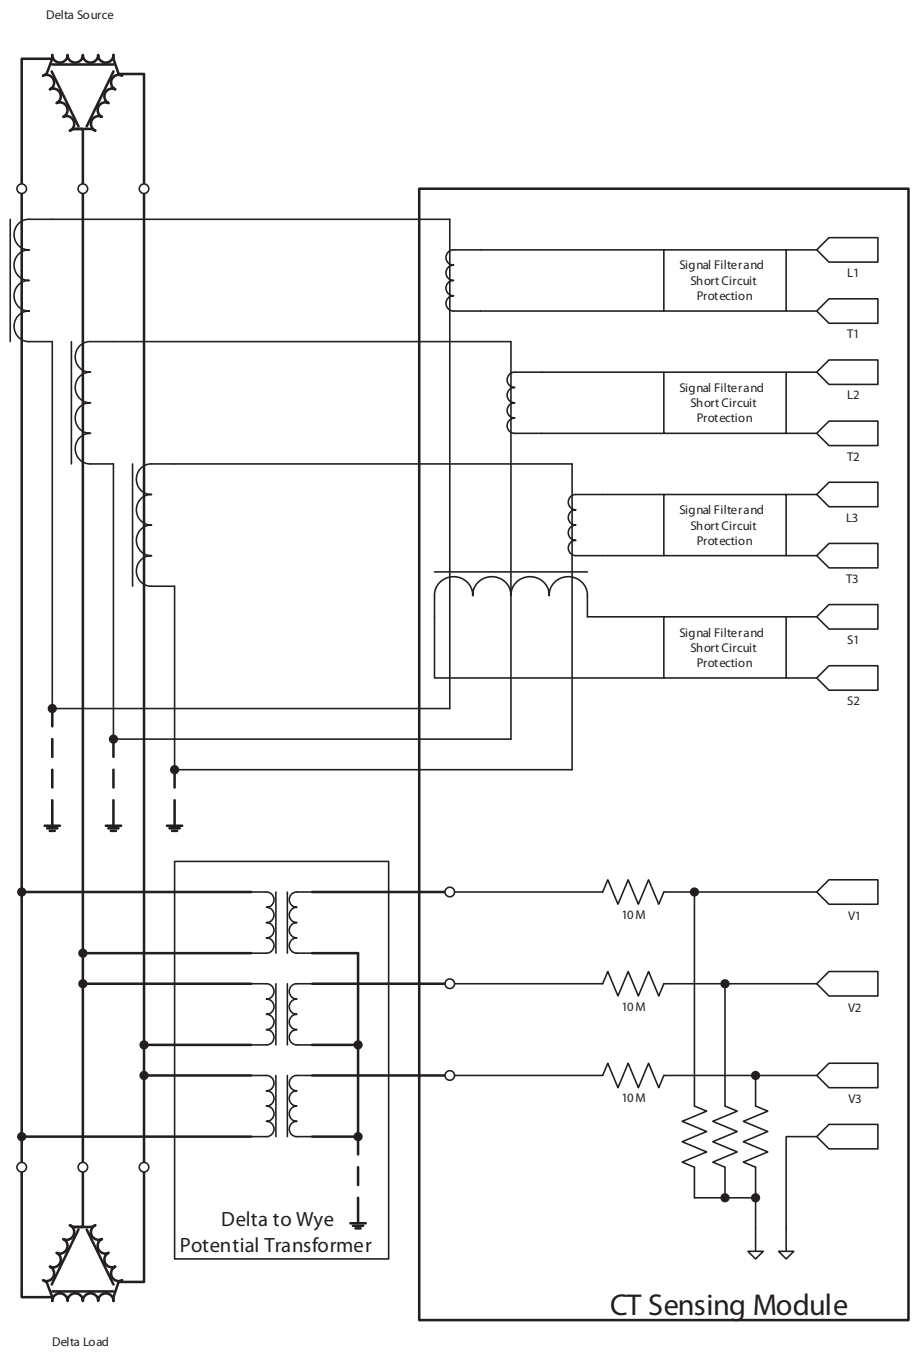 Delta Source
Signal Filter and
Short Circuit
Protection
L1
T1
Signal Filter and
Short Circuit
Protection
L2
T2
Signal Filter and
Short Circuit
Protection
L3
T3
Signal Filter and
Short Circuit
Protection
S1
S2
10 M
V1
10 M
V2
10 M
V3
Delta to Wye
Potential Transformer
CT Sensing Module
Delta Load